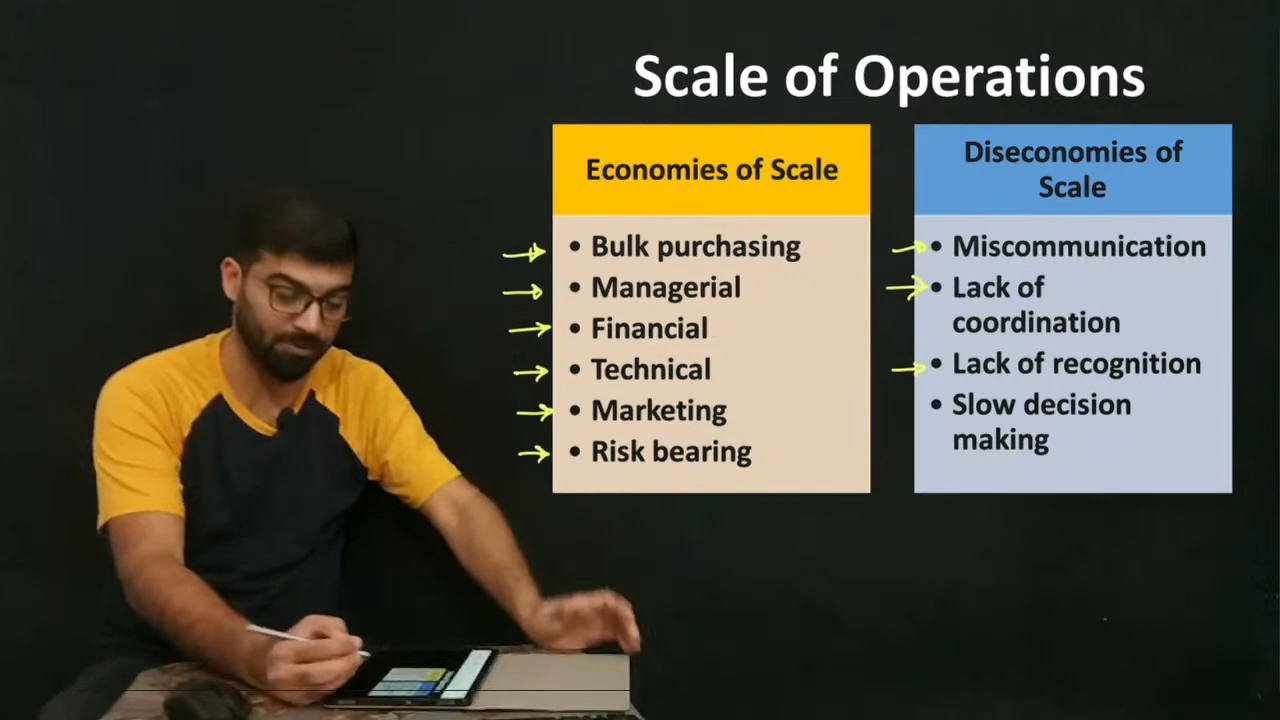 Scale of Operations
Economies of Scale
• Bulk purchasing
• Managerial
• Financial
• Technical
• Marketing
• Risk bearing
Diseconomies of
Scale
• Miscommunication
• Lack of
coordination
• Lack of recognition
• Slow decision
making